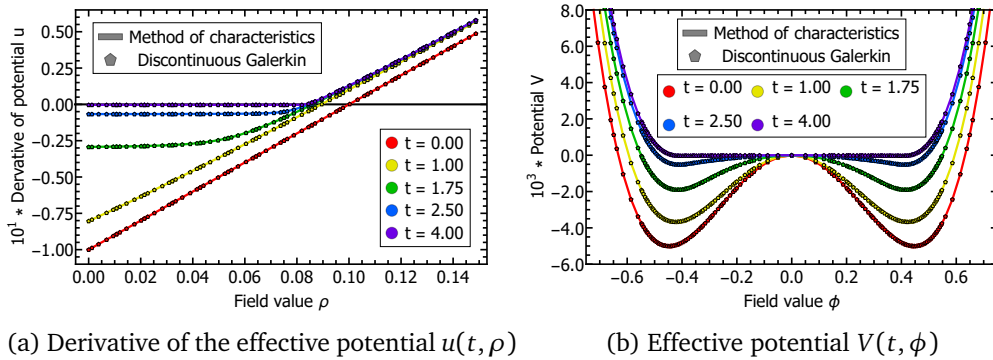 10¹ * Derivative of potential u
0.50
0.25
0.00
−0.25
−0.50
−0.75
−1.00
Method of characteristics
Discontinuous Galerkin
t = 0.00
t = 1.00
t = 1.75
t = 2.50
t = 4.00
0.00 0.02 0.04 0.06 0.08 0.10 0.12 0.14
Field value ρ
(a) Derivative of the effective potential u(t,ρ)
10³ * Potential V
8.0
6.0
4.0
2.0
0.0
−2.0
−4.0
−6.0
Method of characteristics
Discontinuous Galerkin
t = 0.00 t = 1.00 t = 1.75
t = 2.50 t = 4.00
−0.6 −0.4 −0.2 0.0 0.2 0.4 0.6
Field value ϕ
(b) Effective potential V(t,ϕ)